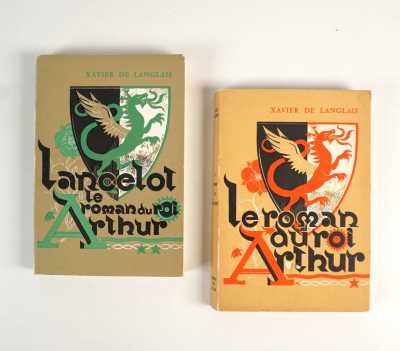 XAVIER DE LANGLAIS
Lancelot
le
roman du roi
Arthur
XAVIER DE LANGLAIS
le roman
du roi
Arthur